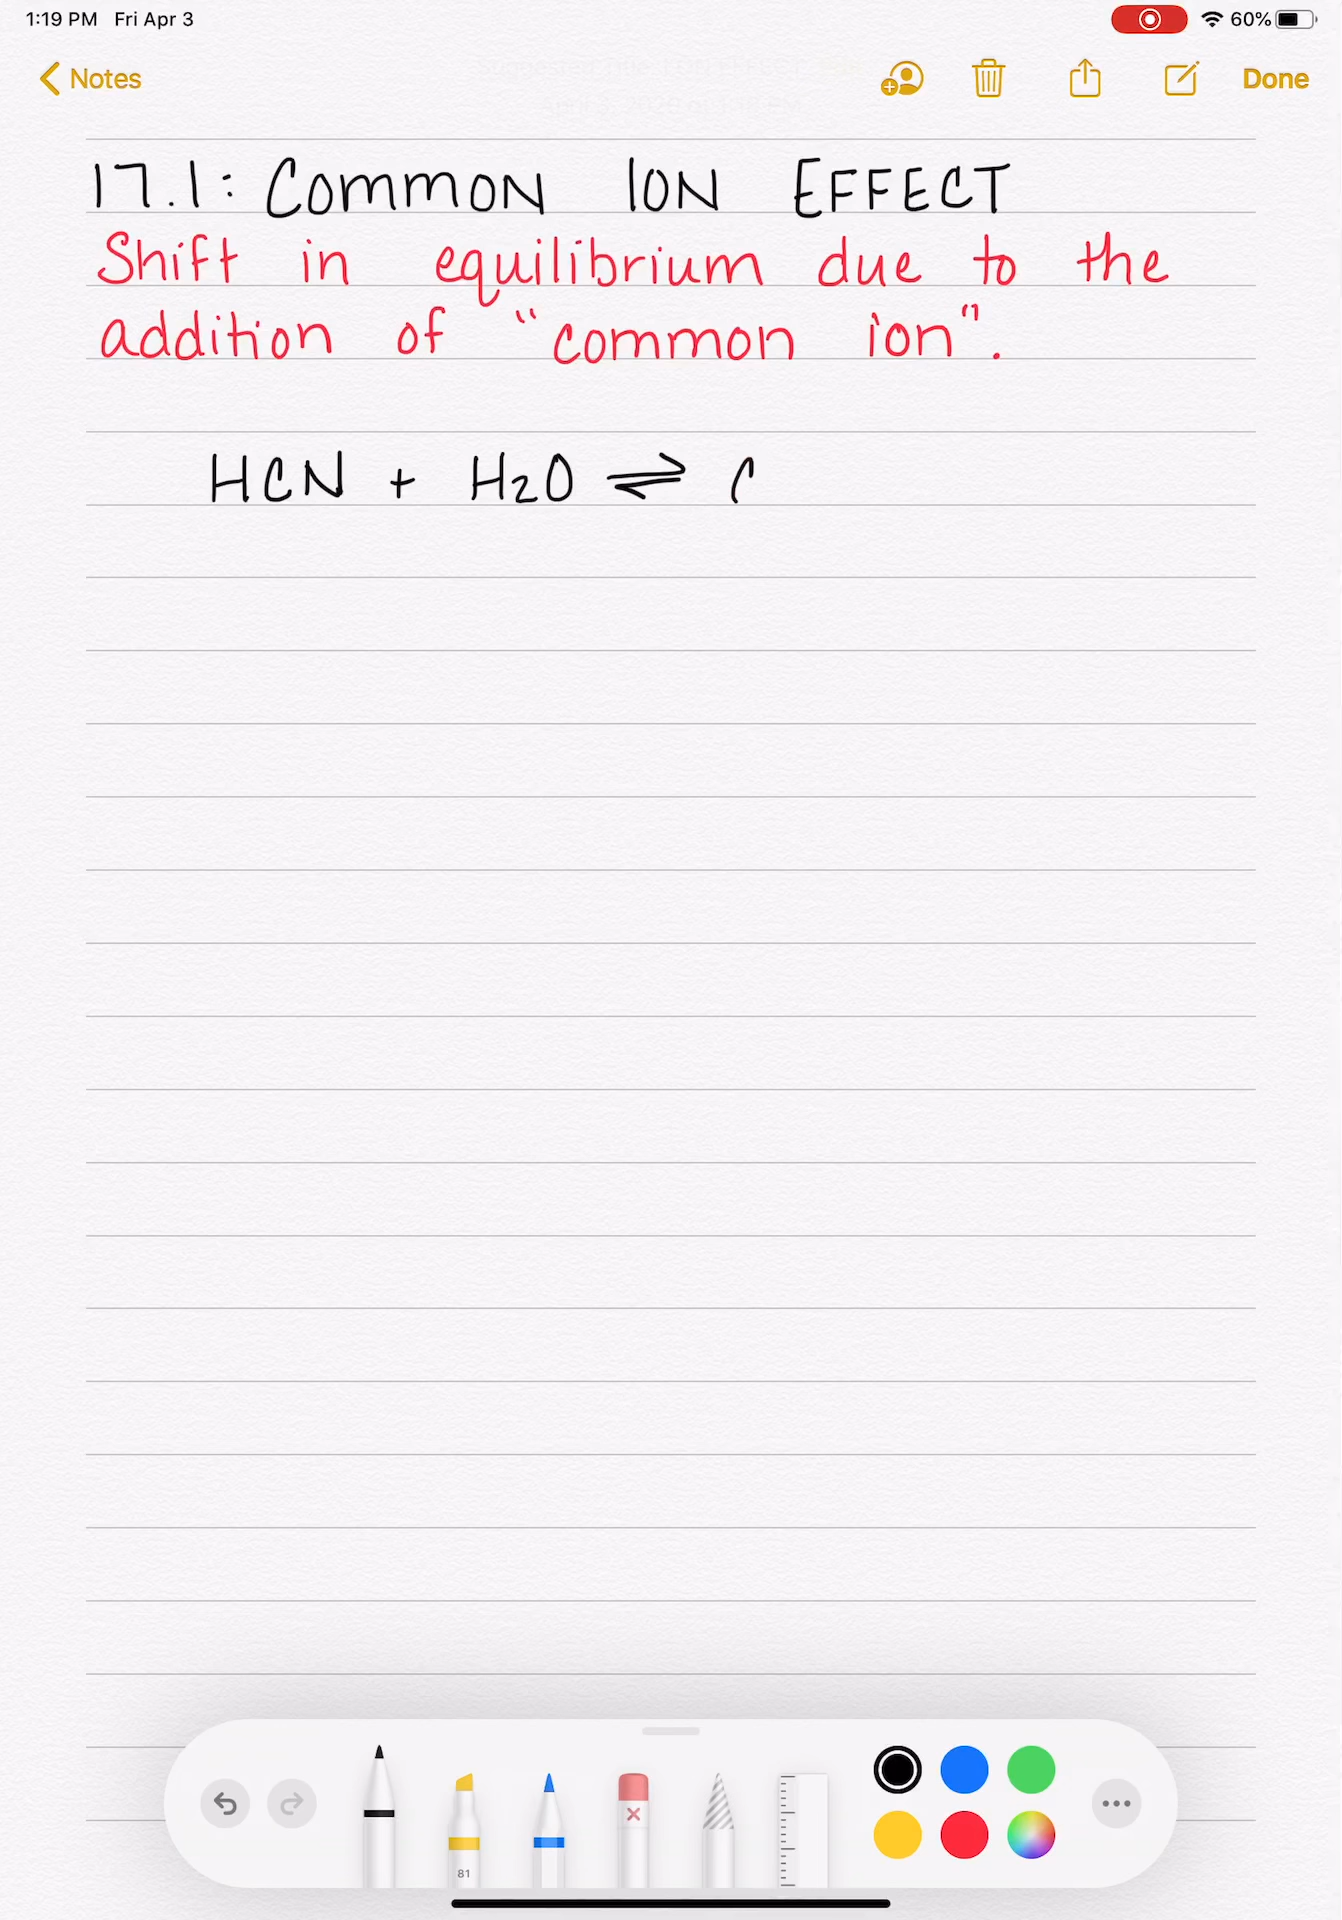 1:19 PM Fri Apr 3 60%
Notes Done
17.1: COMMON ION EFFECT
Shift in equilibrium due to the
addition of "common ion".
HCN + H₂O ⇌ C
81